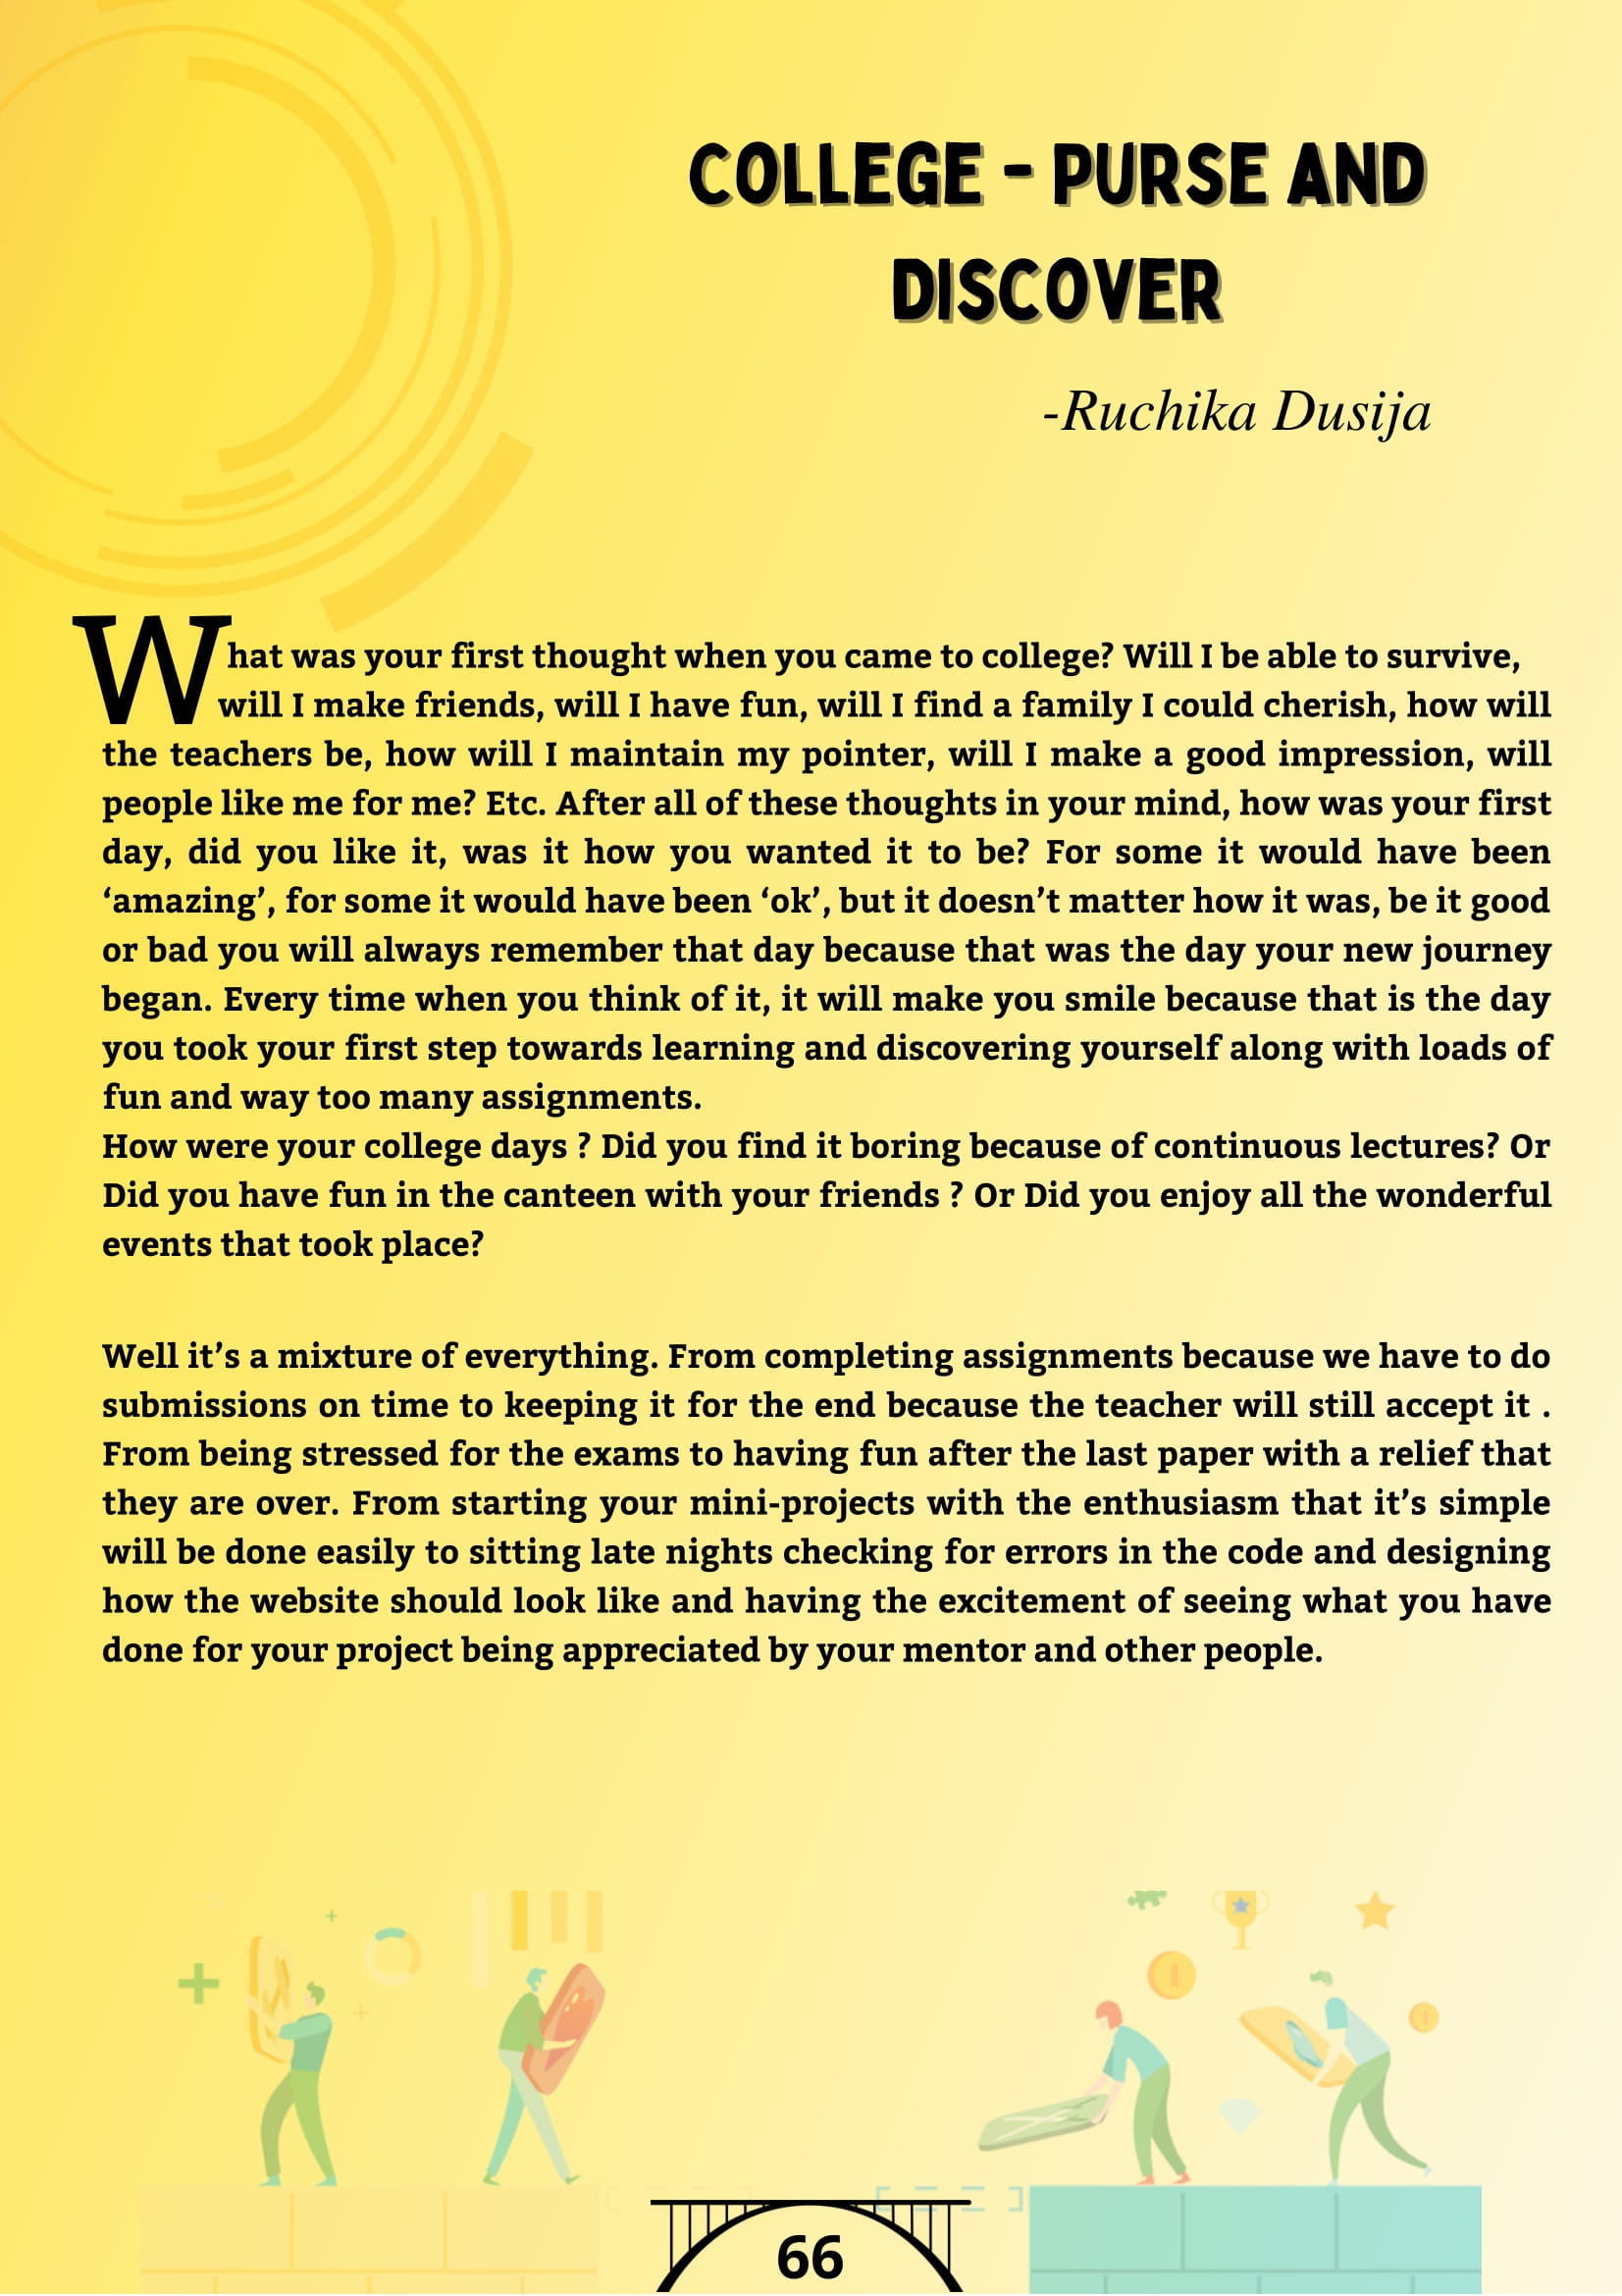 COLLEGE - PURSE AND
DISCOVER
-Ruchika Dusija
What was your first thought when you came to college? Will I be able to survive,
will I make friends, will I have fun, will I find a family I could cherish, how will
the teachers be, how will I maintain my pointer, will I make a good impression, will
people like me for me? Etc. After all of these thoughts in your mind, how was your first
day, did you like it, was it how you wanted it to be? For some it would have been
‘amazing’, for some it would have been ‘ok’, but it doesn’t matter how it was, be it good
or bad you will always remember that day because that was the day your new journey
began. Every time when you think of it, it will make you smile because that is the day
you took your first step towards learning and discovering yourself along with loads of
fun and way too many assignments.
How were your college days ? Did you find it boring because of continuous lectures? Or
Did you have fun in the canteen with your friends ? Or Did you enjoy all the wonderful
events that took place?
Well it’s a mixture of everything. From completing assignments because we have to do
submissions on time to keeping it for the end because the teacher will still accept it .
From being stressed for the exams to having fun after the last paper with a relief that
they are over. From starting your mini-projects with the enthusiasm that it’s simple
will be done easily to sitting late nights checking for errors in the code and designing
how the website should look like and having the excitement of seeing what you have
done for your project being appreciated by your mentor and other people.
66